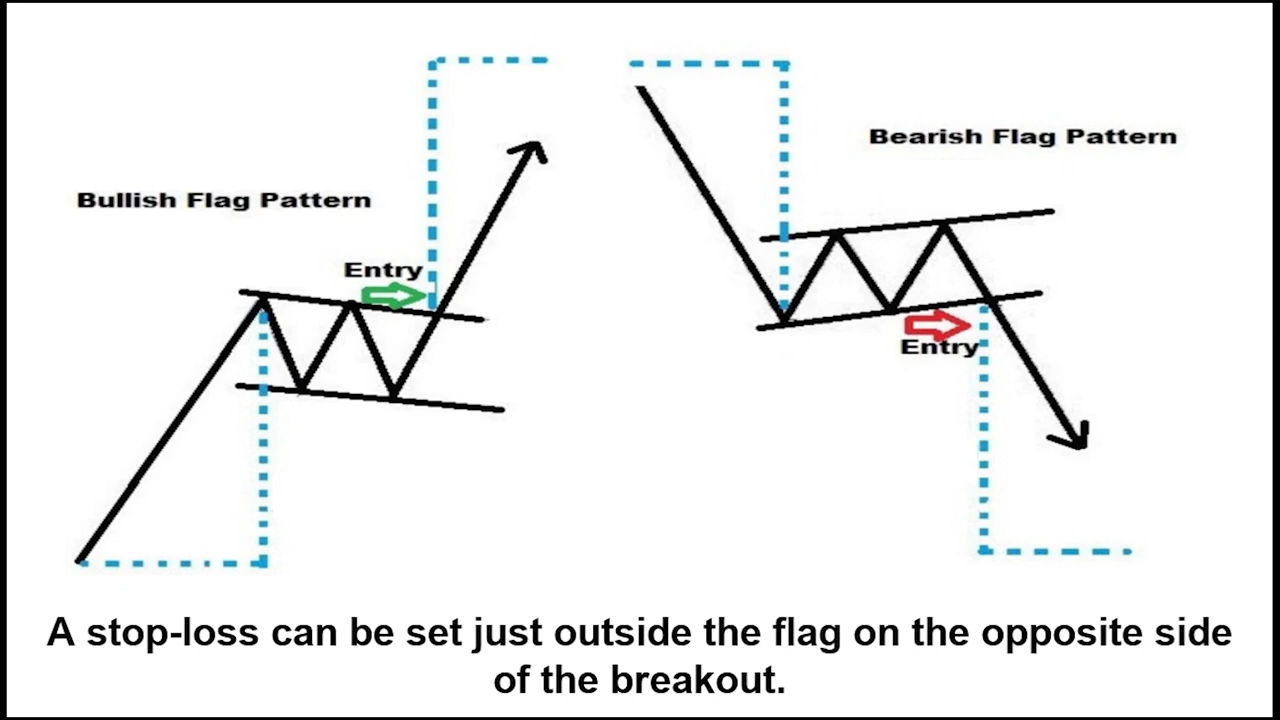 Bearish Flag Pattern
Bullish Flag Pattern
Entry
Entry
A stop-loss can be set just outside the flag on the opposite side
of the breakout.